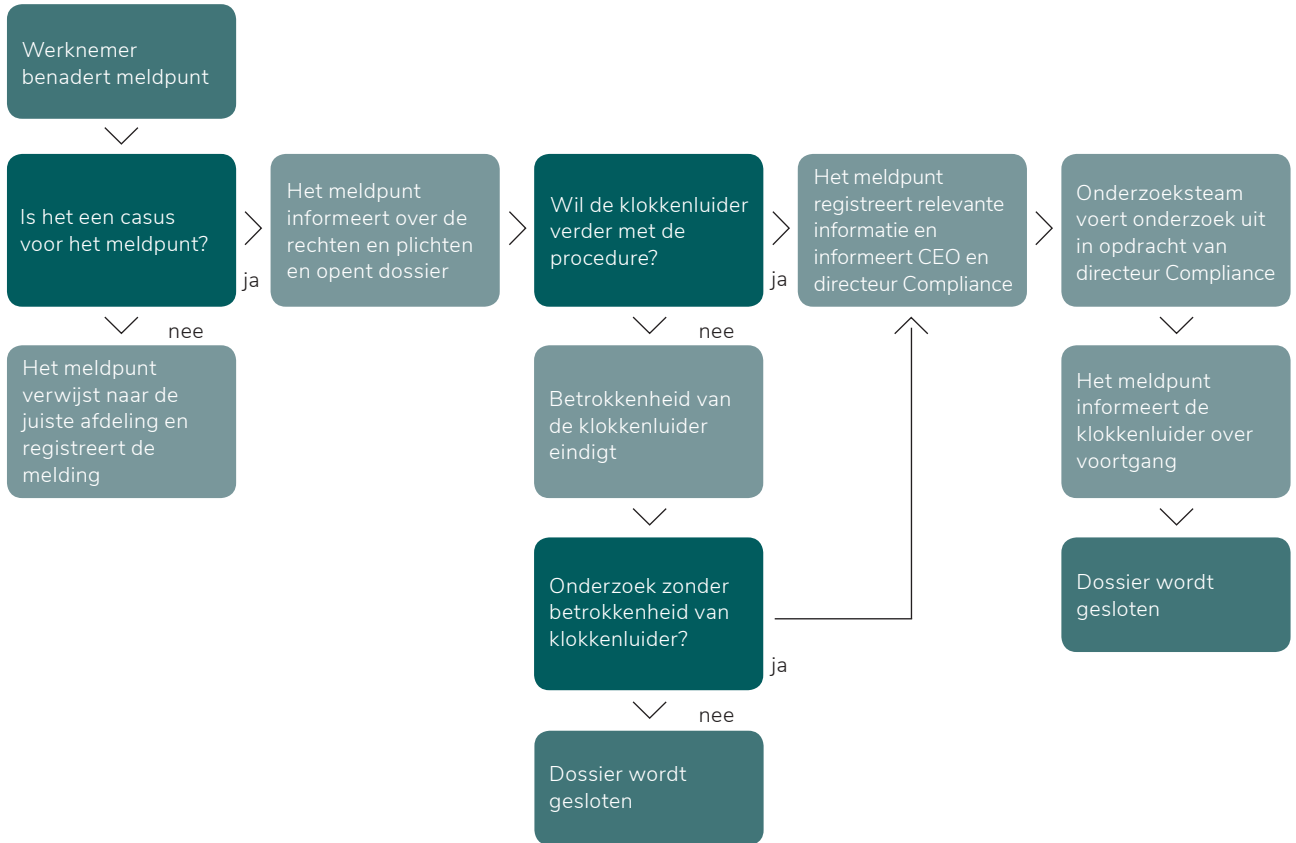 Werknemer
benadert meldpunt
Is het een casus
voor het meldpunt?
ja
Het meldpunt
informeert over de
rechten en plichten
en opent dossier
Wil de klokkenluider
verder met de
procedure?
ja
Het meldpunt
registreert relevante
informatie en
informeert CEO en
directeur Compliance
Onderzoeksteam
voert onderzoek uit
in opdracht van
directeur Compliance
nee
Het meldpunt
verwijst naar de
juiste afdeling en
registreert de
melding
nee
Betrokkenheid van
de klokkenluider
eindigt
Het meldpunt
informeert de
klokkenluider over
voortgang
Onderzoek zonder
betrokkenheid van
klokkenluider?
ja
Dossier wordt
gesloten
nee
Dossier wordt
gesloten